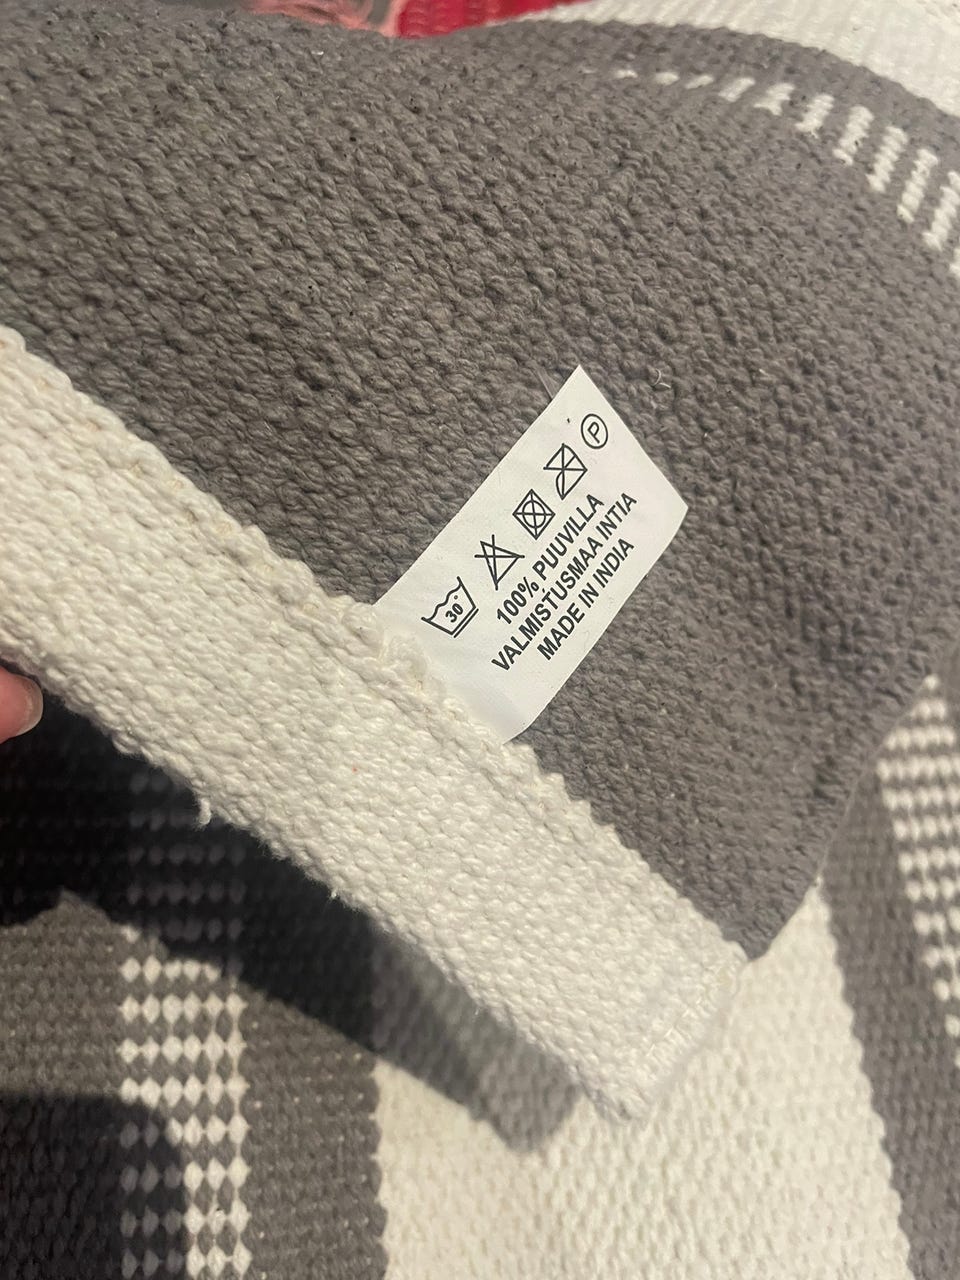 30°
P
100% PUUVILLA
VALMISTUSMAA INTIA
MADE IN INDIA